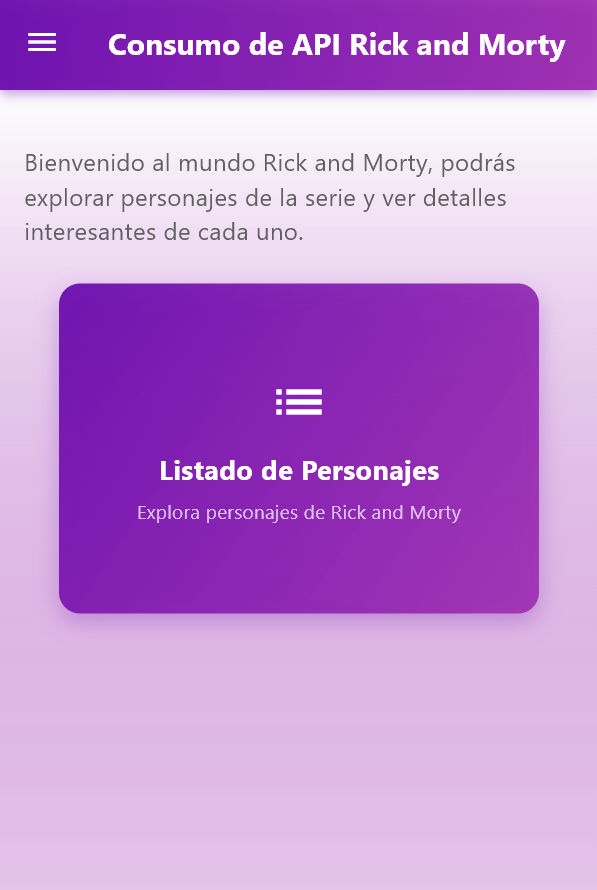 Consumo de API Rick and Morty
Bienvenido al mundo Rick and Morty, podrás
explorar personajes de la serie y ver detalles
interesantes de cada uno.
Listado de Personajes
Explora personajes de Rick and Morty